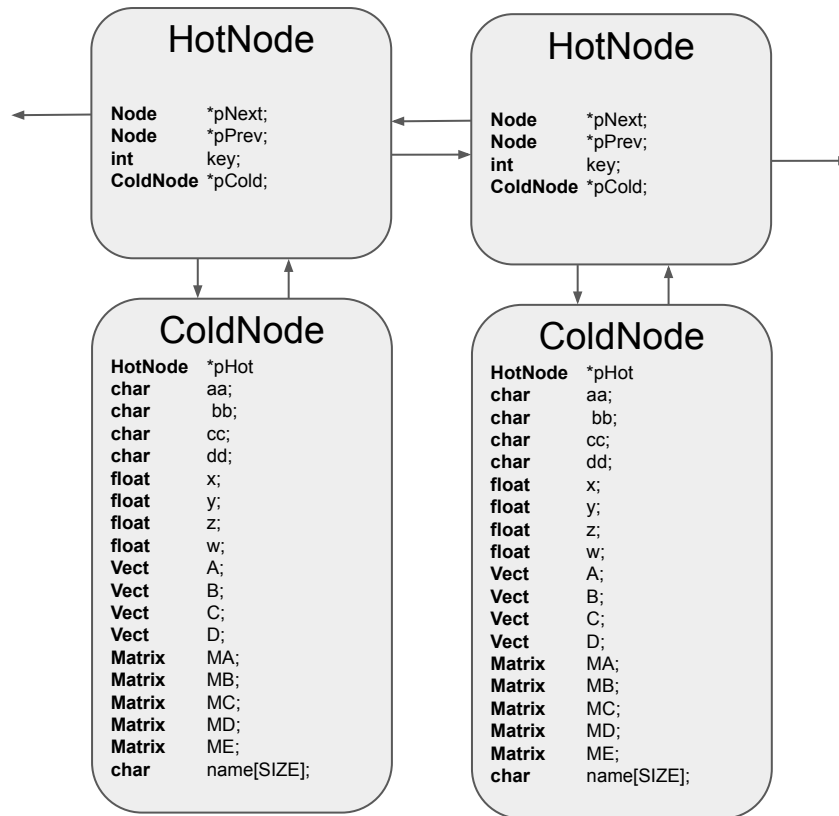 HotNode
Node *pNext;
Node *pPrev;
int key;
ColdNode *pCold;
HotNode
Node *pNext;
Node *pPrev;
int key;
ColdNode *pCold;
ColdNode
HotNode *pHot
char aa;
char bb;
char cc;
char dd;
float x;
float y;
float z;
float w;
Vect A;
Vect B;
Vect C;
Vect D;
Matrix MA;
Matrix MB;
Matrix MC;
Matrix MD;
Matrix ME;
char name[SIZE];
ColdNode
HotNode *pHot
char aa;
char bb;
char cc;
char dd;
float x;
float y;
float z;
float w;
Vect A;
Vect B;
Vect C;
Vect D;
Matrix MA;
Matrix MB;
Matrix MC;
Matrix MD;
Matrix ME;
char name[SIZE];